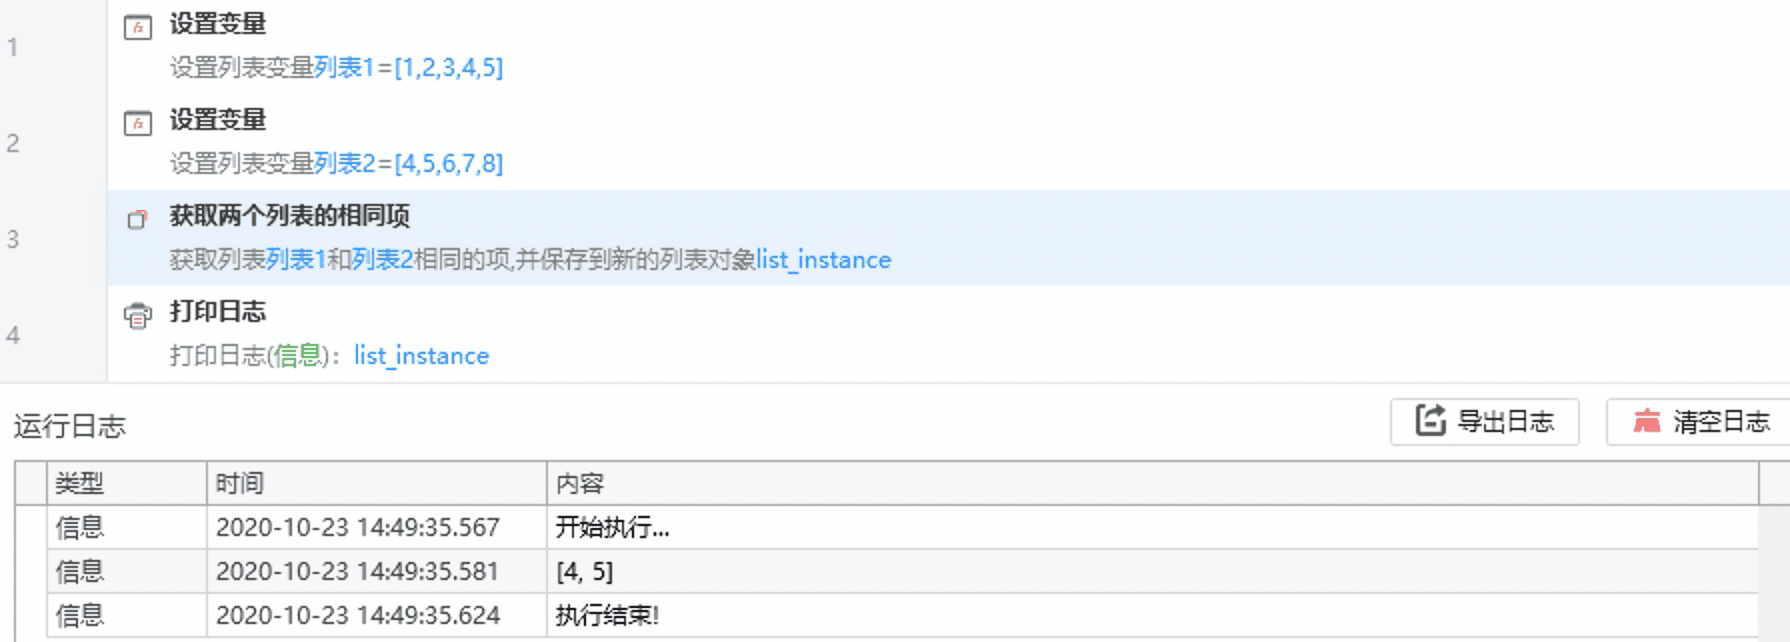 1
设置变量
设置列表变量列表1=[1,2,3,4,5]
2
设置变量
设置列表变量列表2=[4,5,6,7,8]
3
获取两个列表的相同项
获取列表列表1和列表2相同的项,并保存到新的列表对象list_instance
4
打印日志
打印日志(信息): list_instance
运行日志
导出日志
清空日志
类型 时间 内容
信息 2020-10-23 14:49:35.567 开始执行...
信息 2020-10-23 14:49:35.581 [4, 5]
信息 2020-10-23 14:49:35.624 执行结束!